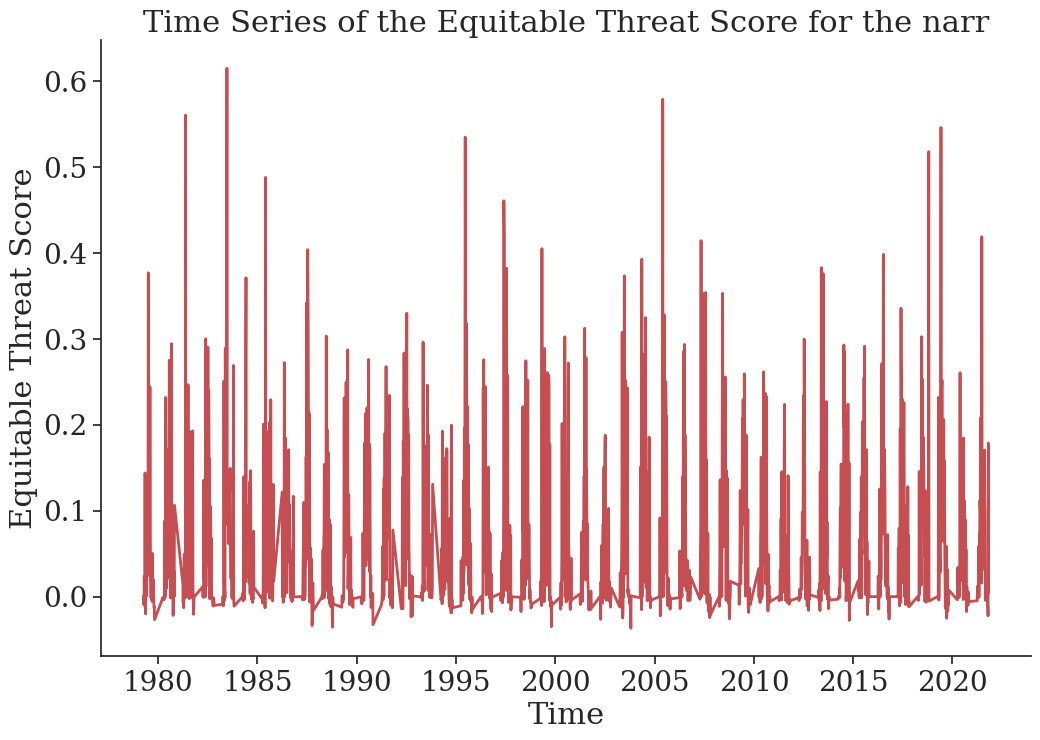 Time Series of the Equitable Threat Score for the narr
Equitable Threat Score
0.6
0.5
0.4
0.3
0.2
0.1
0.0
1980 1985 1990 1995 2000 2005 2010 2015 2020
Time